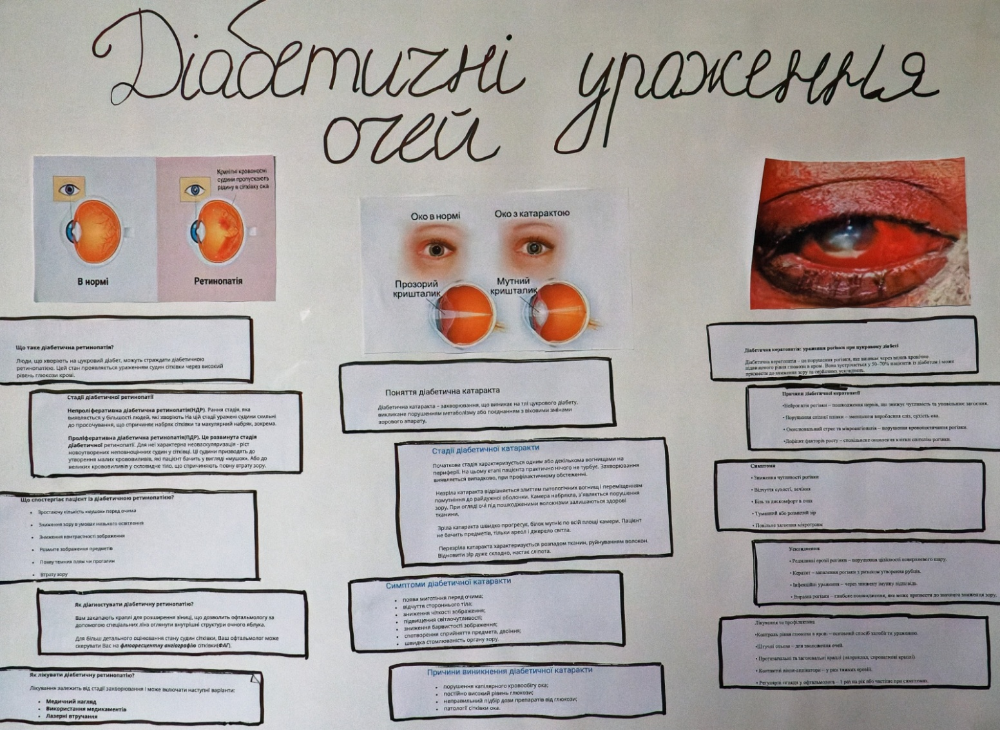 Діабетичні ураження
очей
Крихітні кровоносні
судини пропускають
рідину в сітківку ока
В нормі
Ретинопатія
Що таке діабетична ретинопатія?
Люди, що хворіють на цукровий діабет, можуть страждати діабетичною
ретинопатією. Цей стан проявляється ураженням судин сітківки через високий
рівень глюкози крові.
Стадії діабетичної ретинопатії
Непроліферативна діабетична ретинопатія(НДР). Рання стадія, яка
виявляється у більшості людей, які хворіють На цій стадії уражені судини схильні
до просочування, що спричиняє набряк сітківки та макулярний набряк, зокрема.
Проліферативна діабетична ретинопатія(ПДР). Це розвинута стадія
діабетичної ретинопатії. Для неї характерна неоваскуляризація - ріст
новоутворених неповноцінних судин у сітківці. Ці судини призводять до
утворення малих крововиливів, які пацієнт бачить у вигляді «мушок». Або до
великих крововиливів у скловидне тіло, що спричиняють повну втрату зору.
Що спостерігає пацієнт із діабетичною ретинопатією?
• Зростаючу кількість «мушок» перед очима
• Зниження зору в умовах низького освітлення
• Зниження контрастності зображення
• Розмите зображення предметів
• Появу темних плям чи прогалин
• Втрату зору
Як діагностувати діабетичну ретинопатію?
Вам закапають краплі для розширення зіниці, що дозволить офтальмологу за
допомогою спеціальних лінз оглянути внутрішні структури очного яблука.
Для більш детального оцінювання стану судин сітківки, Ваш офтальмолог може
скерувати Вас на флюоресцентну ангіографію сітківки(ФАГ).
Як лікувати діабетичну ретинопатію?
Лікування залежить від стадії захворювання і може включати наступні варіанти:
• Медичний нагляд
• Використання медикаментів
• Лазерні втручання
Око в нормі
Око з катарактою
Прозорий
кришталик
Мутний
кришталик
Поняття діабетична катаракта
Діабетична катаракта – захворювання, що виникає на тлі цукрового діабету,
викликане порушенням метаболізму або поєднанням з віковими змінами
зорового апарату.
Стадії діабетичної катаракти
Початкова стадія характеризується одним або декількома вогнищами на
периферії. На цьому етапі пацієнта практично нічого не турбує. Захворювання
виявляється випадково, при профілактичному обстеженні.
Незріла катаракта відрізняється злиттям патологічних вогнищ і переміщенням
помутніння до райдужної оболонки. Камера набрякла, з'являється порушення
зору. При огляді очі під пошкодженими волокнами залишаються здорові
тканини.
Зріла катаракта швидко прогресує, білок мутніє по всій площі камери. Пацієнт
не бачить предметів, тільки ареол і джерело світла.
Перезріла катаракта характеризується розпадом тканин, руйнуванням волокон.
Відновити зір дуже складно, настає сліпота.
Симптоми діабетичної катаракти
• поява миготіння перед очима;
• відчуття стороннього тіла;
• зниження чіткості зображення;
• підвищення світлочутливості;
• зниження барвистості зображення;
• спотворення сприйняття предмета, двоїння;
• швидка стомлюваність органу зору.
Причини виникнення діабетичної катаракти
• порушення капілярного кровообігу ока;
• постійно високий рівень глюкози;
• неправильний підбір дози препаратів від глюкози;
• патології сітківки ока.
Діабетична кератопатія: ураження рогівки при цукровому діабеті
Діабетична кератопатія – це порушення рогівки, яке виникає через вплив хронічно
підвищеного рівня глюкози в крові. Вона зустрічається у 50–70% пацієнтів із діабетом і може
призвести до зниження зору та серйозних ускладнень.
Причини діабетичної кератопатії
•Нейропатія рогівки – пошкодження нервів, що знижує чутливість та уповільнює загоєння.
• Порушення слізної плівки – зменшення вироблення сліз, сухість ока.
• Окислювальний стрес та мікроангіопатія – порушення кровопостачання рогівки.
•Дефіцит факторів росту – сповільнене оновлення клітин епітелію рогівки.
Симптоми
• Зниження чутливості рогівки
• Відчуття сухості, печіння
• Біль та дискомфорт в очах
• Туманний або розмитий зір
• Повільне загоєння мікротравм
Ускладнення
• Рецидивні ерозії рогівки – порушення цілісності поверхневого шару.
• Кератит – запалення рогівки з ризиком утворення рубців.
• Інфекційні ураження – через знижену імунну відповідь.
• Виразка рогівки – глибоке пошкодження, яке може призвести до значного зниження зору.
Лікування та профілактика
•Контроль рівня глюкози в крові – основний спосіб запобігти ураженню.
•Штучні сльози – для зволоження очей.
• Протизапальні та загоювальні краплі (наприклад, сироваткові краплі).
• Контактні лінзи-аплікатори – у разі тяжких ерозій.
• Регулярні огляди у офтальмолога – 1 раз на рік або частіше при симптомах.